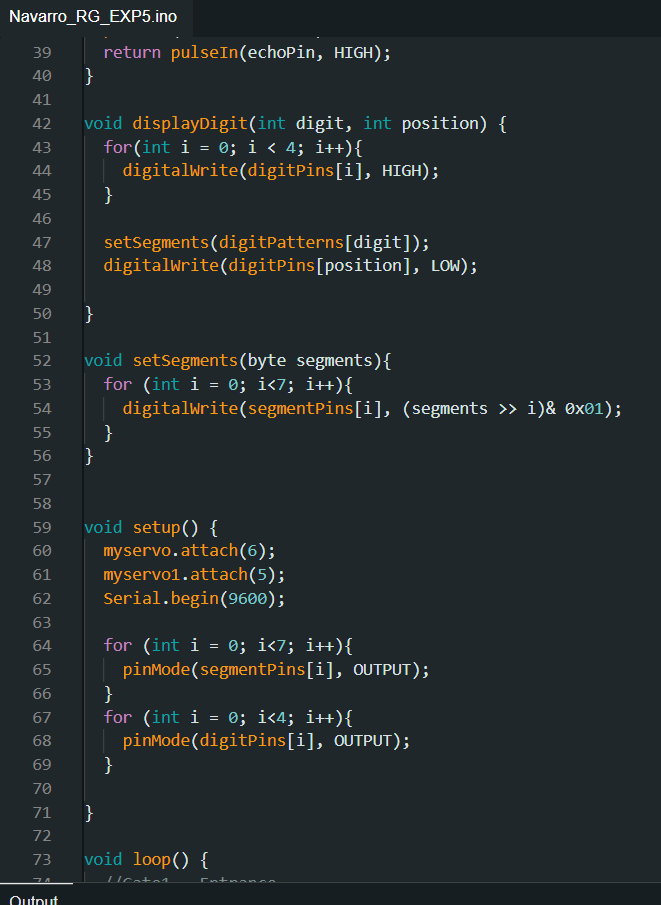 Navarro_RG_EXP5.ino
39 return pulseIn(echoPin, HIGH);
40 }
41
42 void displayDigit(int digit, int position) {
43 for(int i = 0; i < 4; i++){
44 digitalWrite(digitPins[i], HIGH);
45 }
46
47 setSegments(digitPatterns[digit]);
48 digitalWrite(digitPins[position], LOW);
49
50 }
51
52 void setSegments(byte segments){
53 for (int i = 0; i<7; i++){
54 digitalWrite(segmentPins[i], (segments >> i)& 0x01);
55 }
56 }
57
58
59 void setup() {
60 myservo.attach(6);
61 myservo1.attach(5);
62 Serial.begin(9600);
63
64 for (int i = 0; i<7; i++){
65 pinMode(segmentPins[i], OUTPUT);
66 }
67 for (int i = 0; i<4; i++){
68 pinMode(digitPins[i], OUTPUT);
69 }
70
71 }
72
73 void loop() {
74 //Gate1 Entrance
Output